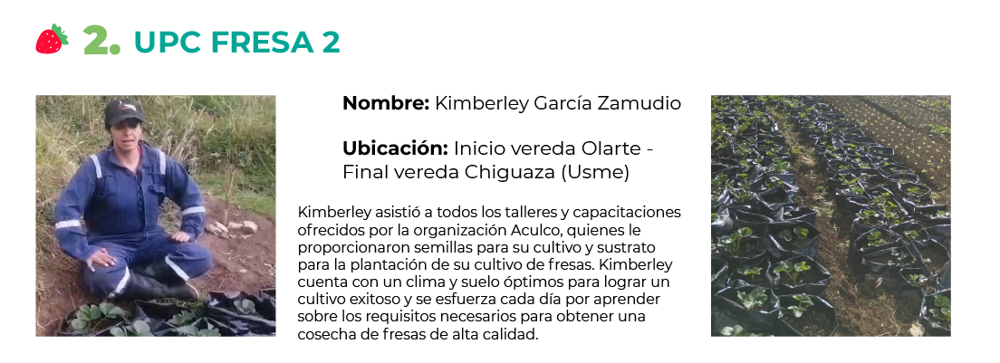 2. UPC FRESA 2
Nombre: Kimberley García Zamudio
Ubicación: Inicio vereda Olarte -
Final vereda Chiguaza (Usme)
Kimberley asistió a todos los talleres y capacitaciones
ofrecidos por la organización Aculco, quienes le
proporcionaron semillas para su cultivo y sustrato
para la plantación de su cultivo de fresas. Kimberley
cuenta con un clima y suelo óptimos para lograr un
cultivo exitoso y se esfuerza cada día por aprender
sobre los requisitos necesarios para obtener una
cosecha de fresas de alta calidad.